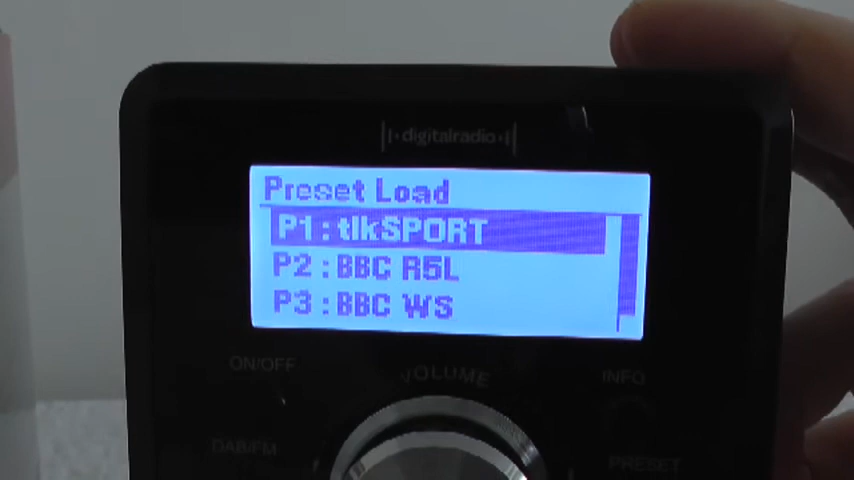 digitalradio
Preset Load
P1 : tlkSPORT
P2 : BBC R5L
P3 : BBC WS
ON/OFF
VOLUME
INFO
DAB/FM
PRESET